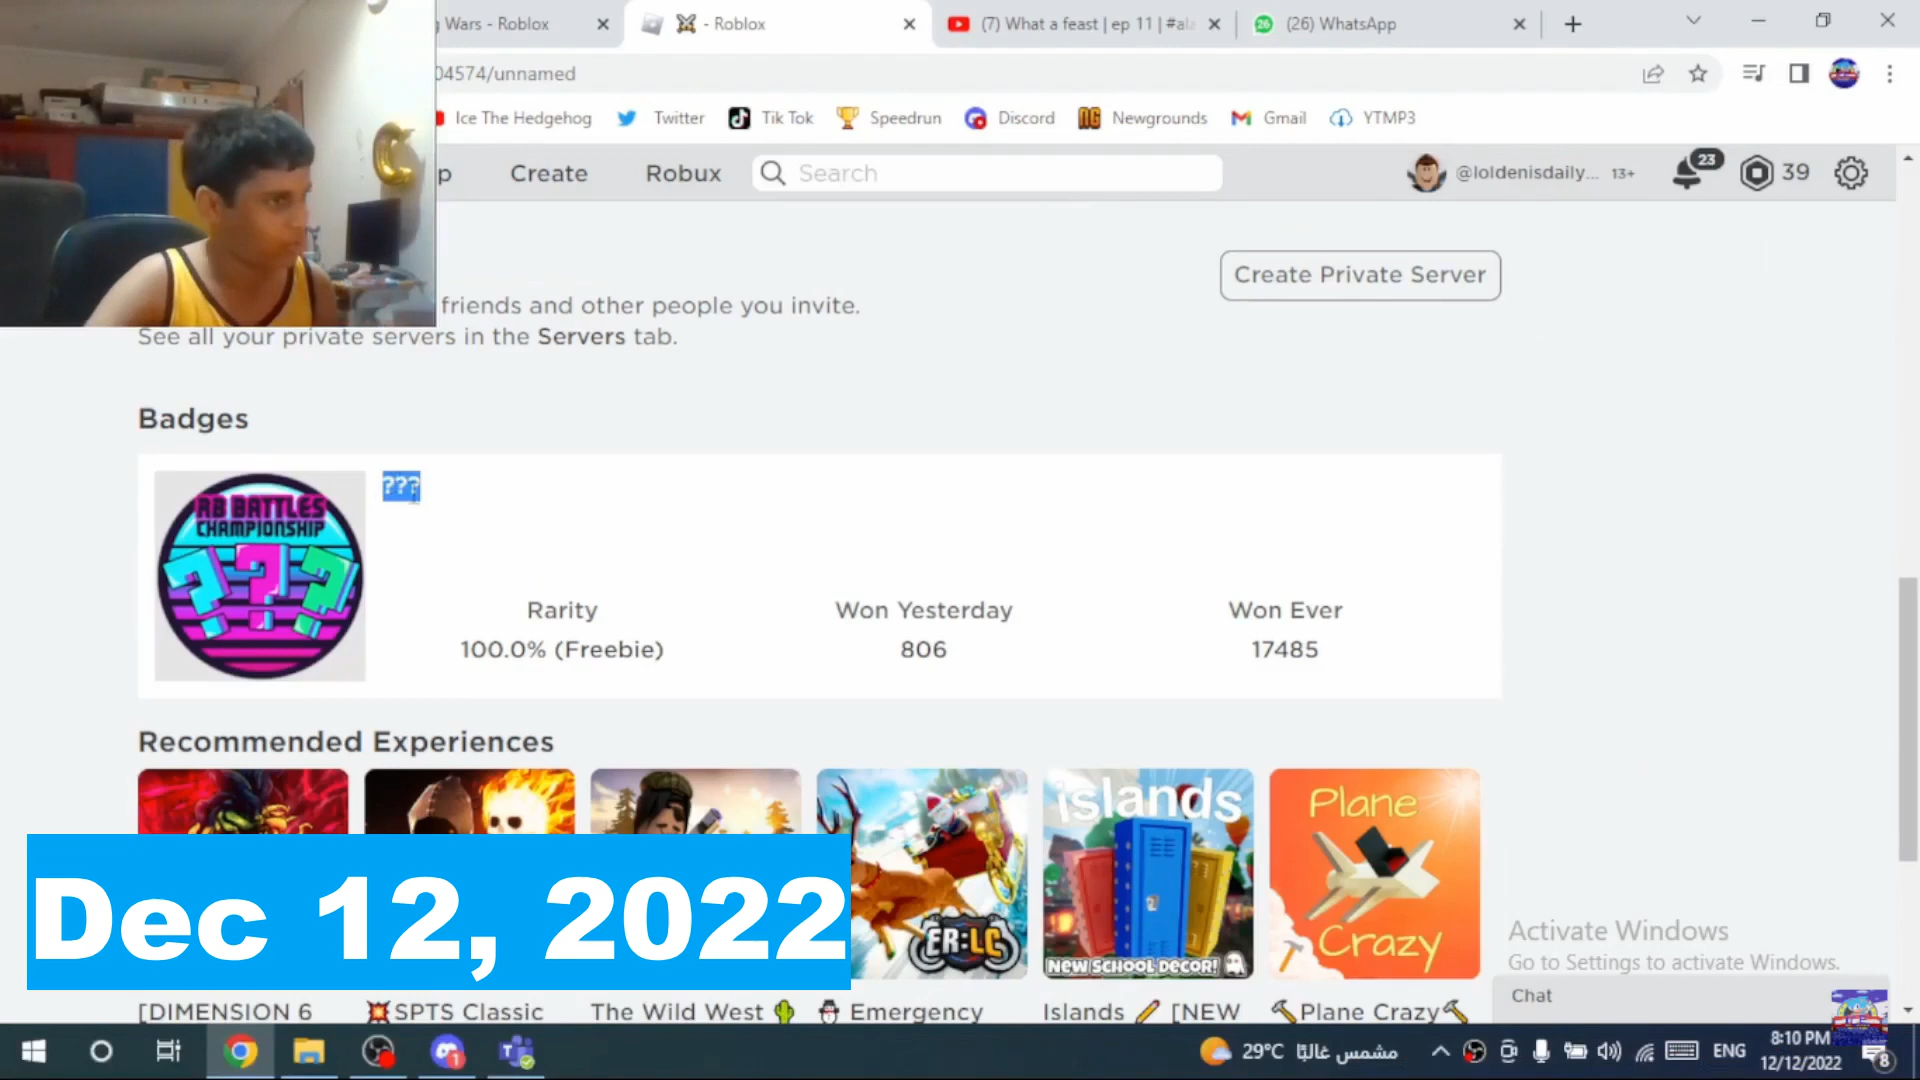 g Wars - Roblox
- Roblox
(7) What a feast | ep 11 | #ala
(26) WhatsApp
04574/unnamed
Ice The Hedgehog
Twitter
Tik Tok
Speedrun
Discord
Newgrounds
Gmail
YTMP3
p
Create
Robux
Search
@loldenisdaily...
13+
23
39
Create Private Server
friends and other people you invite.
See all your private servers in the Servers tab.
Badges
RB BATTLES
CHAMPIONSHIP
???
???
Rarity
Won Yesterday
Won Ever
100.0% (Freebie)
806
17485
Recommended Experiences
ER:LC
islands
NEW SCHOOL DECOR!
Plane
Crazy
Dec 12, 2022
Activate Windows
Go to Settings to activate Windows.
Chat
[DIMENSION 6
SPTS Classic
The Wild West
Emergency
Islands
[NEW
Plane Crazy
29°C
مشمس غالبًا
ENG
8:10 PM
12/12/2022
8